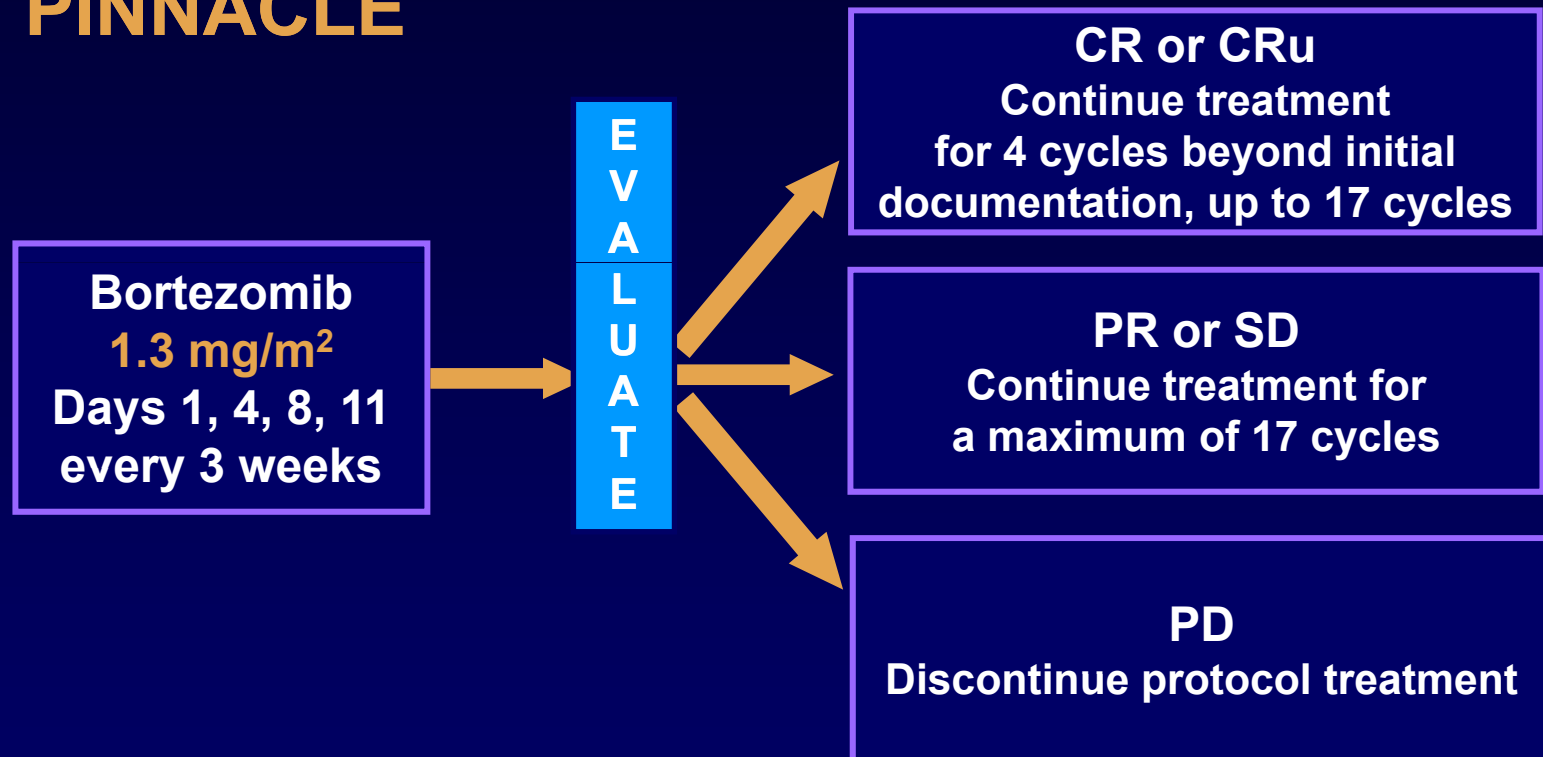 PINNACLE
Bortezomib
1.3 mg/m²
Days 1, 4, 8, 11
every 3 weeks
E
V
A
L
U
A
T
E
CR or CRu
Continue treatment
for 4 cycles beyond initial
documentation, up to 17 cycles
PR or SD
Continue treatment for
a maximum of 17 cycles
PD
Discontinue protocol treatment